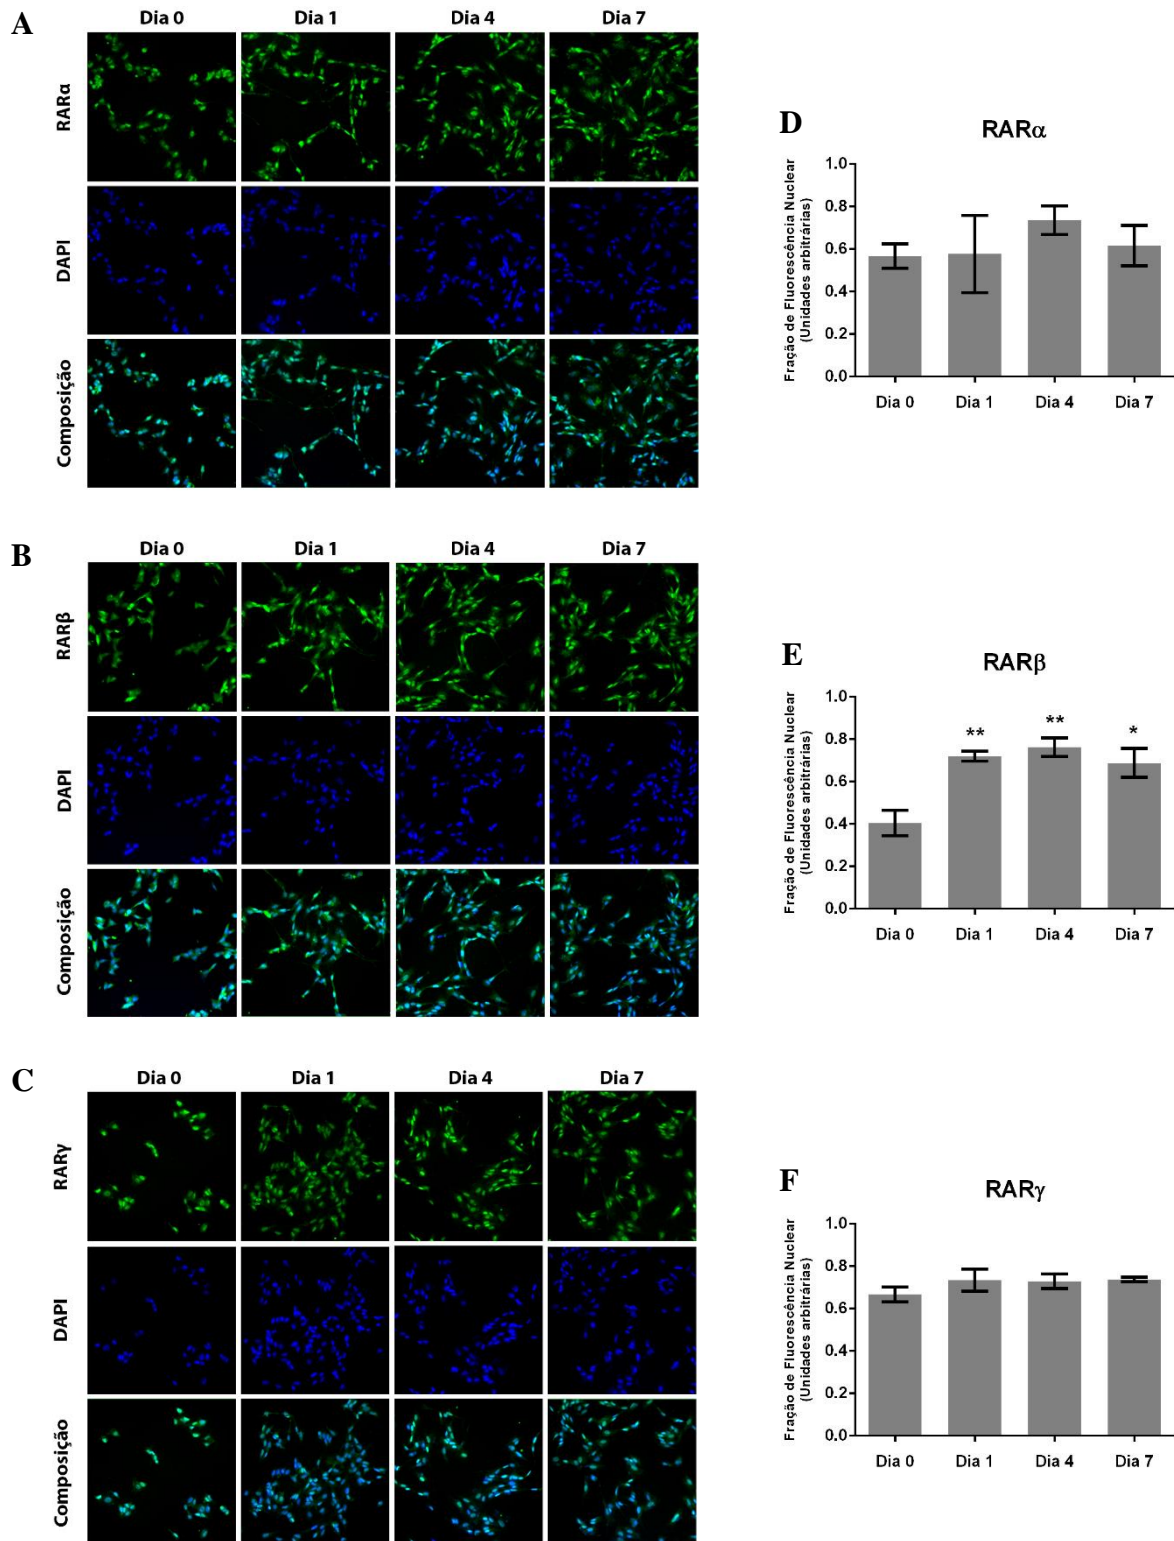 A
Dia 0 Dia 1 Dia 4 Dia 7
RARα
DAPI
Composição
D
RARα
Fração de Fluorescência Nuclear
(Unidades arbitrárias)
1.0
0.8
0.6
0.4
0.2
0.0
Dia 0 Dia 1 Dia 4 Dia 7
B
Dia 0 Dia 1 Dia 4 Dia 7
RARβ
DAPI
Composição
E
RARβ
Fração de Fluorescência Nuclear
(Unidades arbitrárias)
1.0
0.8
0.6
0.4
0.2
0.0
** ** *
Dia 0 Dia 1 Dia 4 Dia 7
C
Dia 0 Dia 1 Dia 4 Dia 7
RARγ
DAPI
Composição
F
RARγ
Fração de Fluorescência Nuclear
(Unidades arbitrárias)
1.0
0.8
0.6
0.4
0.2
0.0
Dia 0 Dia 1 Dia 4 Dia 7